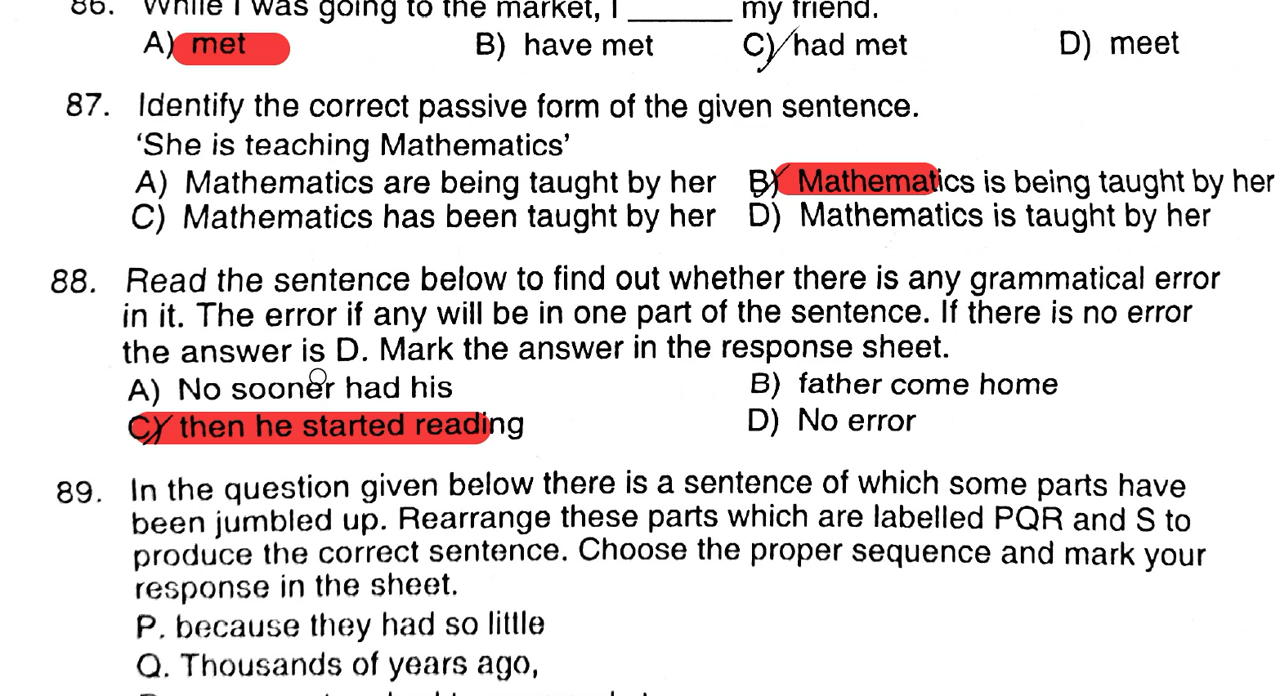 86. While I was going to the market, I ______ my friend.
A) met B) have met C) had met D) meet
87. Identify the correct passive form of the given sentence.
‘She is teaching Mathematics’
A) Mathematics are being taught by her B) Mathematics is being taught by her
C) Mathematics has been taught by her D) Mathematics is taught by her
88. Read the sentence below to find out whether there is any grammatical error
in it. The error if any will be in one part of the sentence. If there is no error
the answer is D. Mark the answer in the response sheet.
A) No sooner had his B) father come home
C) then he started reading D) No error
89. In the question given below there is a sentence of which some parts have
been jumbled up. Rearrange these parts which are labelled PQR and S to
produce the correct sentence. Choose the proper sequence and mark your
response in the sheet.
P. because they had so little
Q. Thousands of years ago,